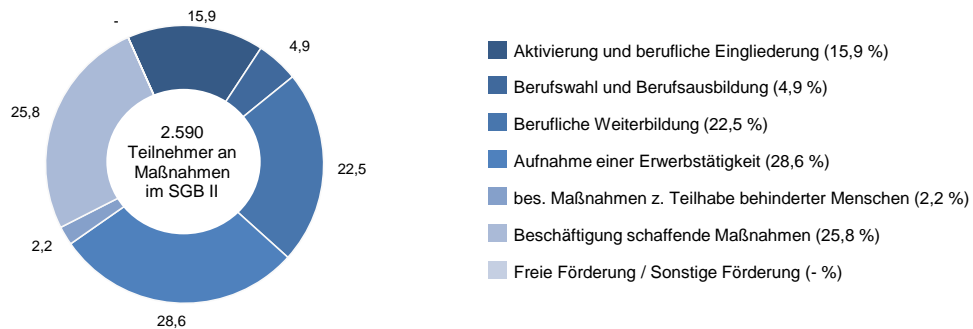 -
15,9
4,9
25,8
22,5
2,2
28,6
2.590
Teilnehmer an
Maßnahmen
im SGB II
Aktivierung und berufliche Eingliederung (15,9 %)
Berufswahl und Berufsausbildung (4,9 %)
Berufliche Weiterbildung (22,5 %)
Aufnahme einer Erwerbstätigkeit (28,6 %)
bes. Maßnahmen z. Teilhabe behinderter Menschen (2,2 %)
Beschäftigung schaffende Maßnahmen (25,8 %)
Freie Förderung / Sonstige Förderung (- %)